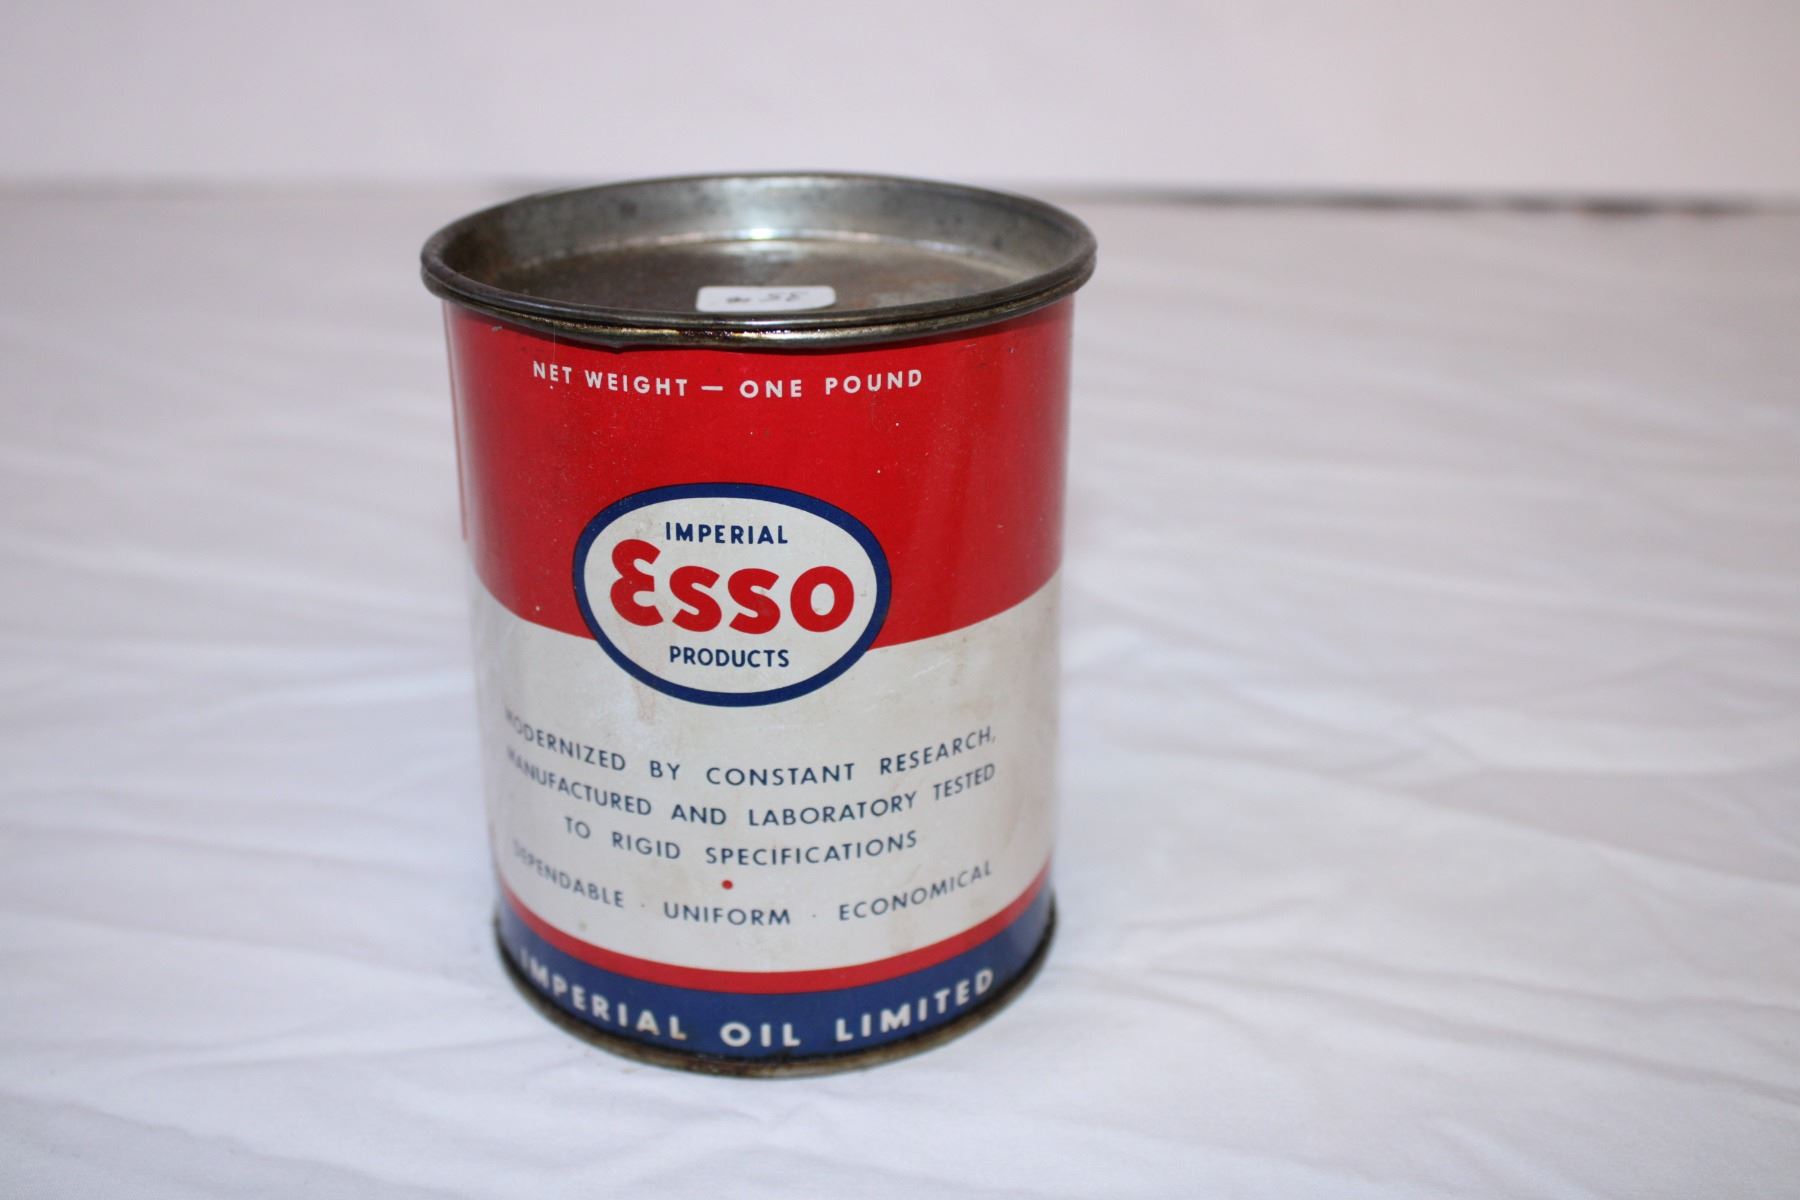 NET WEIGHT — ONE POUND
IMPERIAL
Esso
PRODUCTS
MODERNIZED BY CONSTANT RESEARCH,
MANUFACTURED AND LABORATORY TESTED
TO RIGID SPECIFICATIONS
•
DEPENDABLE · UNIFORM · ECONOMICAL
IMPERIAL OIL LIMITED